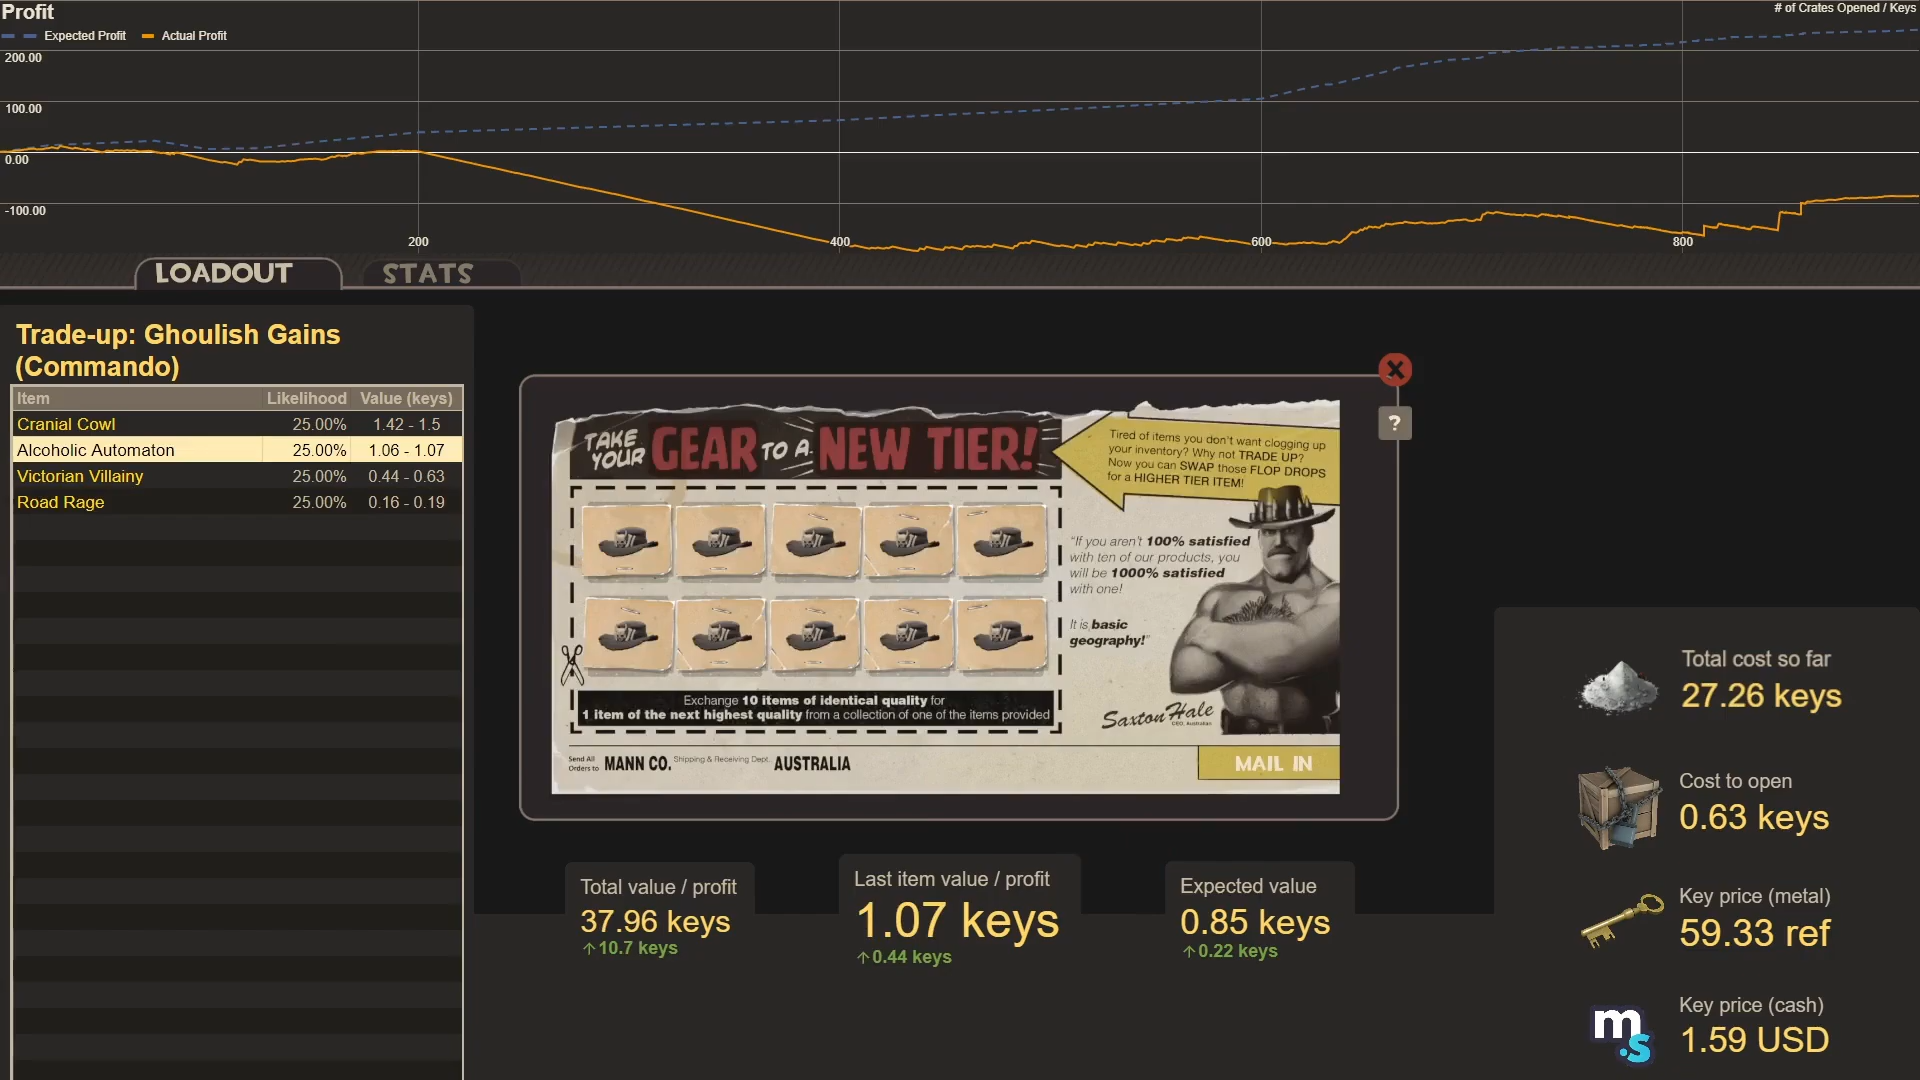 Profit
# of Crates Opened / Keys
Expected Profit
Actual Profit
200.00
100.00
0.00
-100.00
200
400
600
800
LOADOUT
STATS
Trade-up: Ghoulish Gains
(Commando)
Item Likelihood Value (keys)
Cranial Cowl 25.00% 1.42 - 1.5
Alcoholic Automaton 25.00% 1.06 - 1.07
Victorian Villainy 25.00% 0.44 - 0.63
Road Rage 25.00% 0.16 - 0.19
?
TAKE YOUR GEAR TO A NEW TIER!
Tired of items you don't want clogging up
your inventory? Why not TRADE UP?
Now you can SWAP those FLOP DROPS
for a HIGHER TIER ITEM!
"If you aren't 100% satisfied
with ten of our products, you
will be 1000% satisfied
with one!
It is basic
geography!"
Exchange 10 items of identical quality for
1 item of the next highest quality from a collection of one of the items provided
Saxton Hale
CEO, Australian
Send All
Orders to MANN CO. Shipping & Receiving Dept. AUSTRALIA
MAIL IN
Total cost so far
27.26 keys
Cost to open
0.63 keys
Key price (metal)
59.33 ref
Key price (cash)
1.59 USD
m.s
Total value / profit
37.96 keys
↑10.7 keys
Last item value / profit
1.07 keys
↑0.44 keys
Expected value
0.85 keys
↑0.22 keys